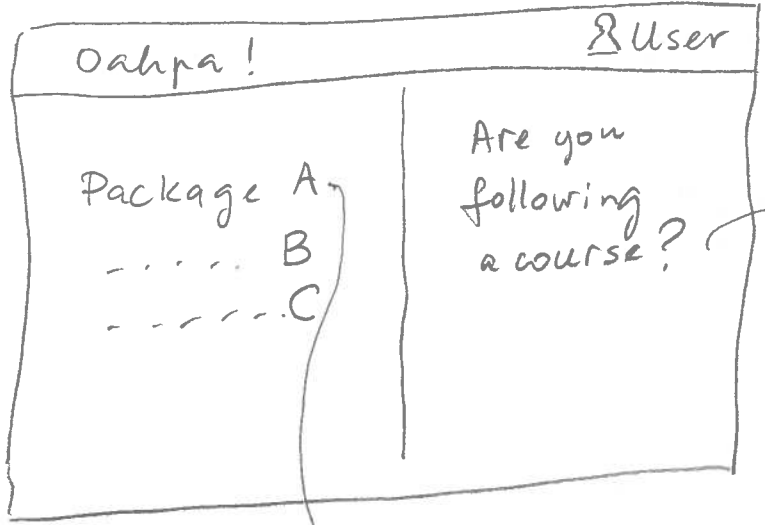 Oahpa!
User
Package A
..... B
...... C
Are you
following
a course?